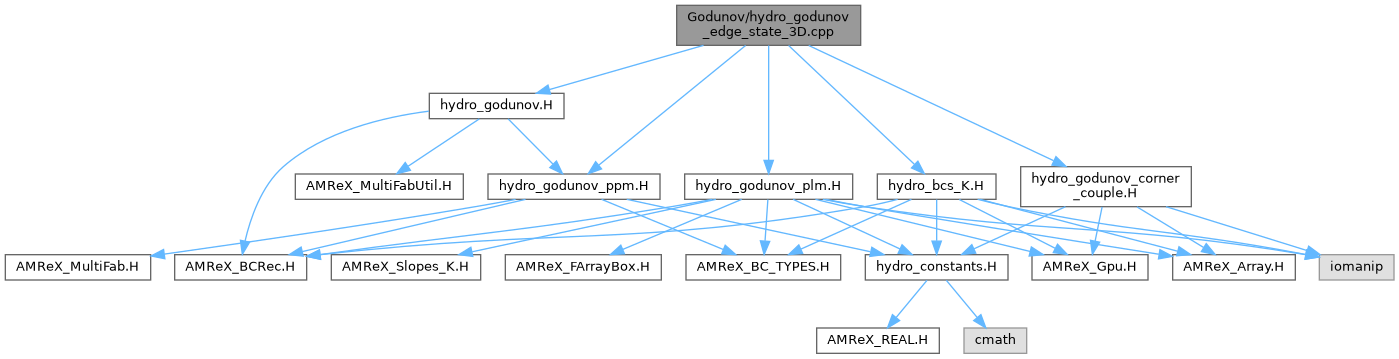 Godunov/hydro_godunov
_edge_state_3D.cpp
hydro_godunov.H
AMReX_MultiFabUtil.H
hydro_godunov_ppm.H
hydro_godunov_plm.H
hydro_bcs_K.H
hydro_godunov_corner
_couple.H
AMReX_MultiFab.H
AMReX_BCRec.H
AMReX_Slopes_K.H
AMReX_FArrayBox.H
AMReX_BC_TYPES.H
hydro_constants.H
AMReX_Gpu.H
AMReX_Array.H
iomanip
AMReX_REAL.H
cmath